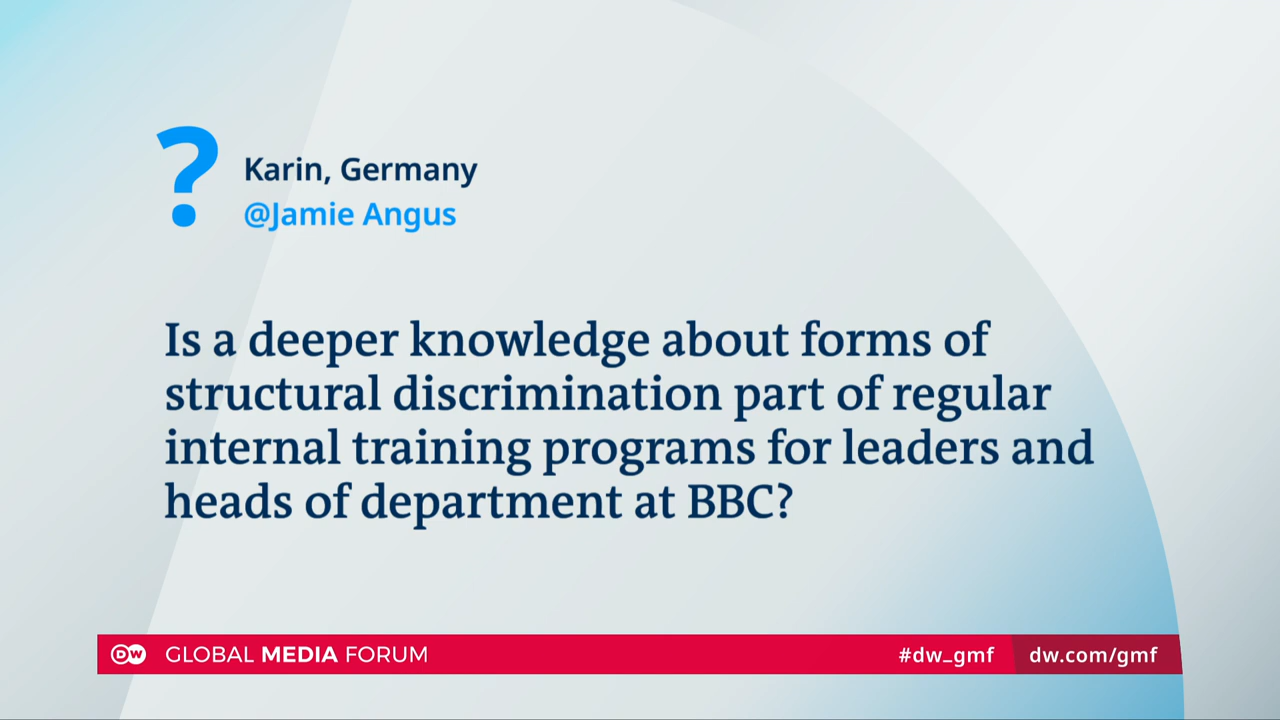 ?
Karin, Germany
@Jamie Angus
Is a deeper knowledge about forms of
structural discrimination part of regular
internal training programs for leaders and
heads of department at BBC?
DW GLOBAL MEDIA FORUM #dw_gmf dw.com/gmf